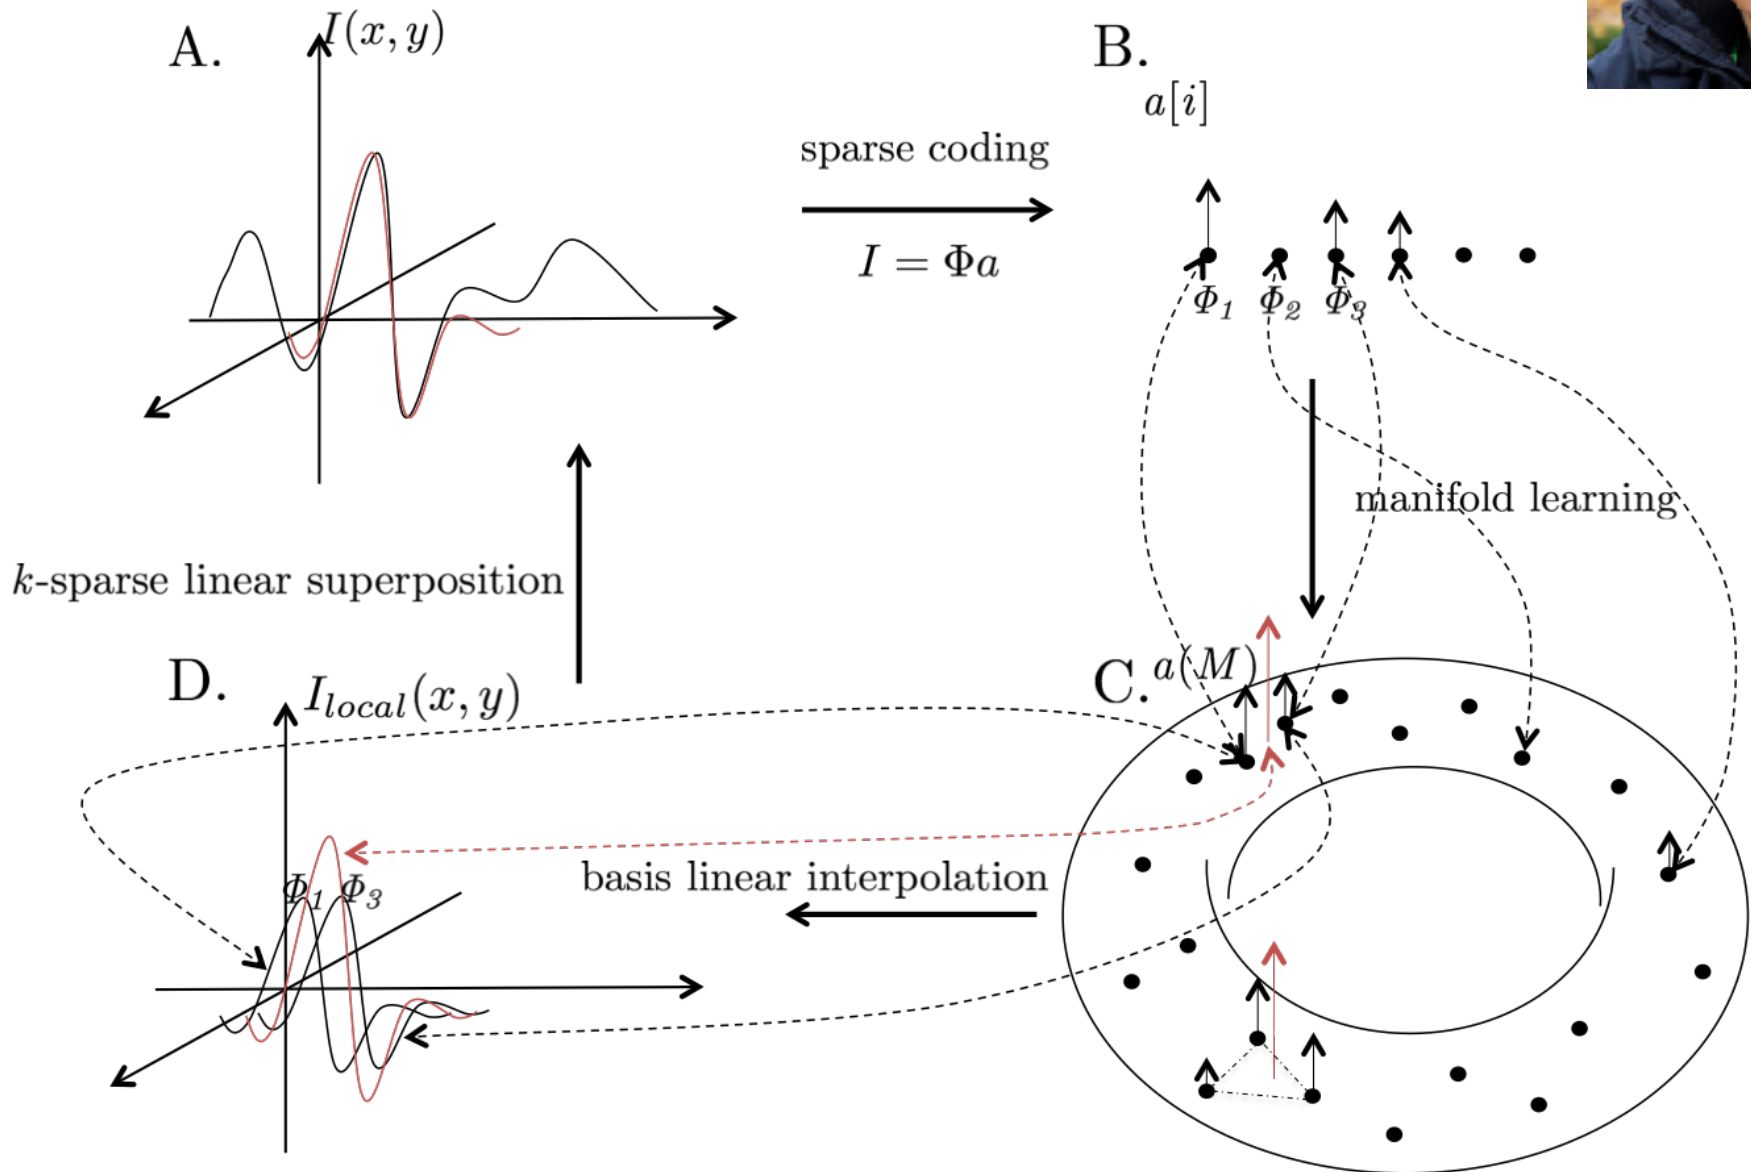 A.
I(x, y)
sparse coding
I = Φa
B.
a[i]
Φ1 Φ2 Φ3
manifold learning
k-sparse linear superposition
C.
a(M)
D.
Ilocal(x, y)
Φ1 Φ3
basis linear interpolation